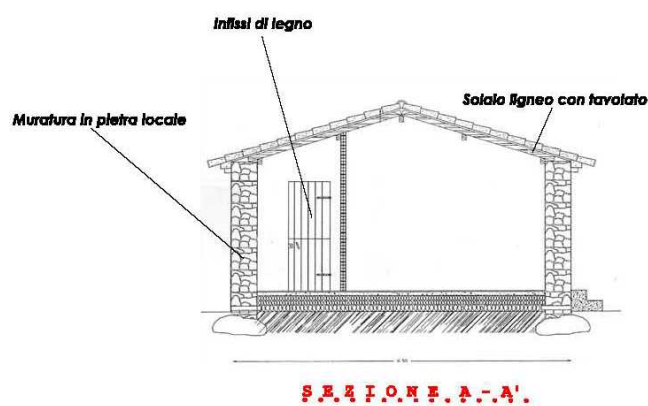 Infissi di legno
Solaio ligneo con tavolato
Muratura in pietra locale
SEZIONE A-A'